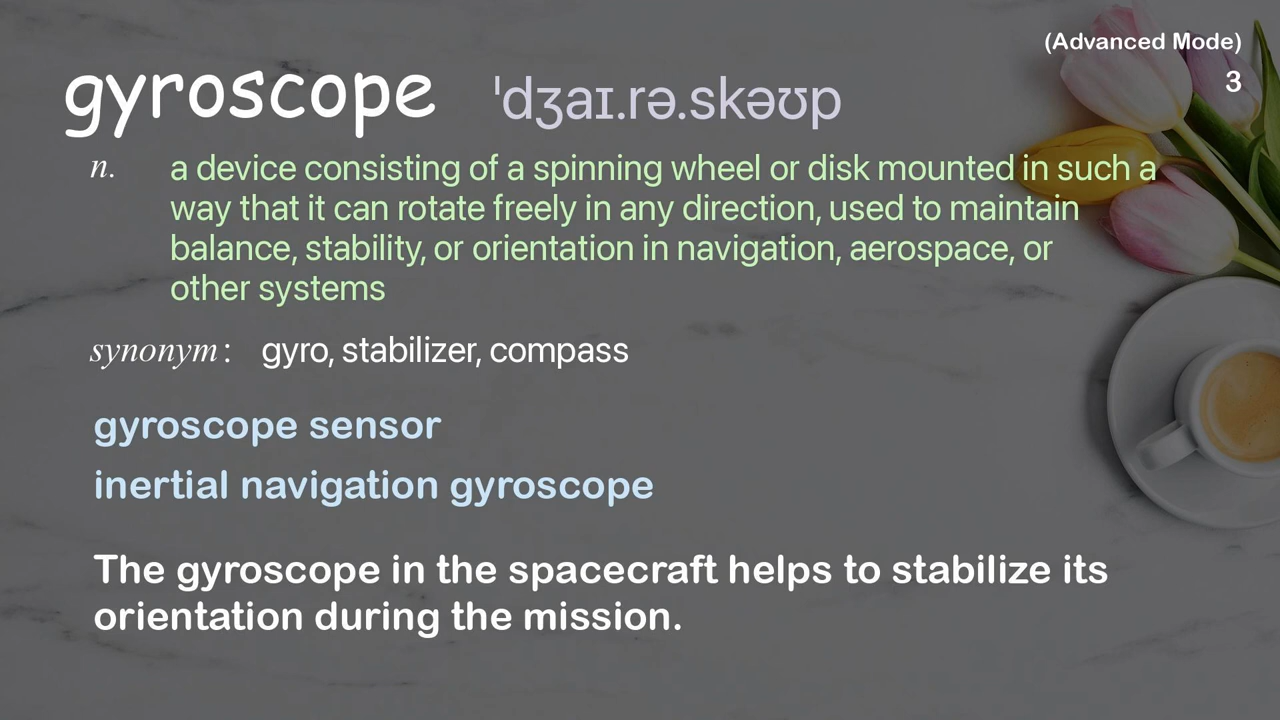 (Advanced Mode)
3
gyroscope ˈdʒaɪ.rə.skəʊp
n. a device consisting of a spinning wheel or disk mounted in such a
way that it can rotate freely in any direction, used to maintain
balance, stability, or orientation in navigation, aerospace, or
other systems
synonym: gyro, stabilizer, compass
gyroscope sensor
inertial navigation gyroscope
The gyroscope in the spacecraft helps to stabilize its
orientation during the mission.